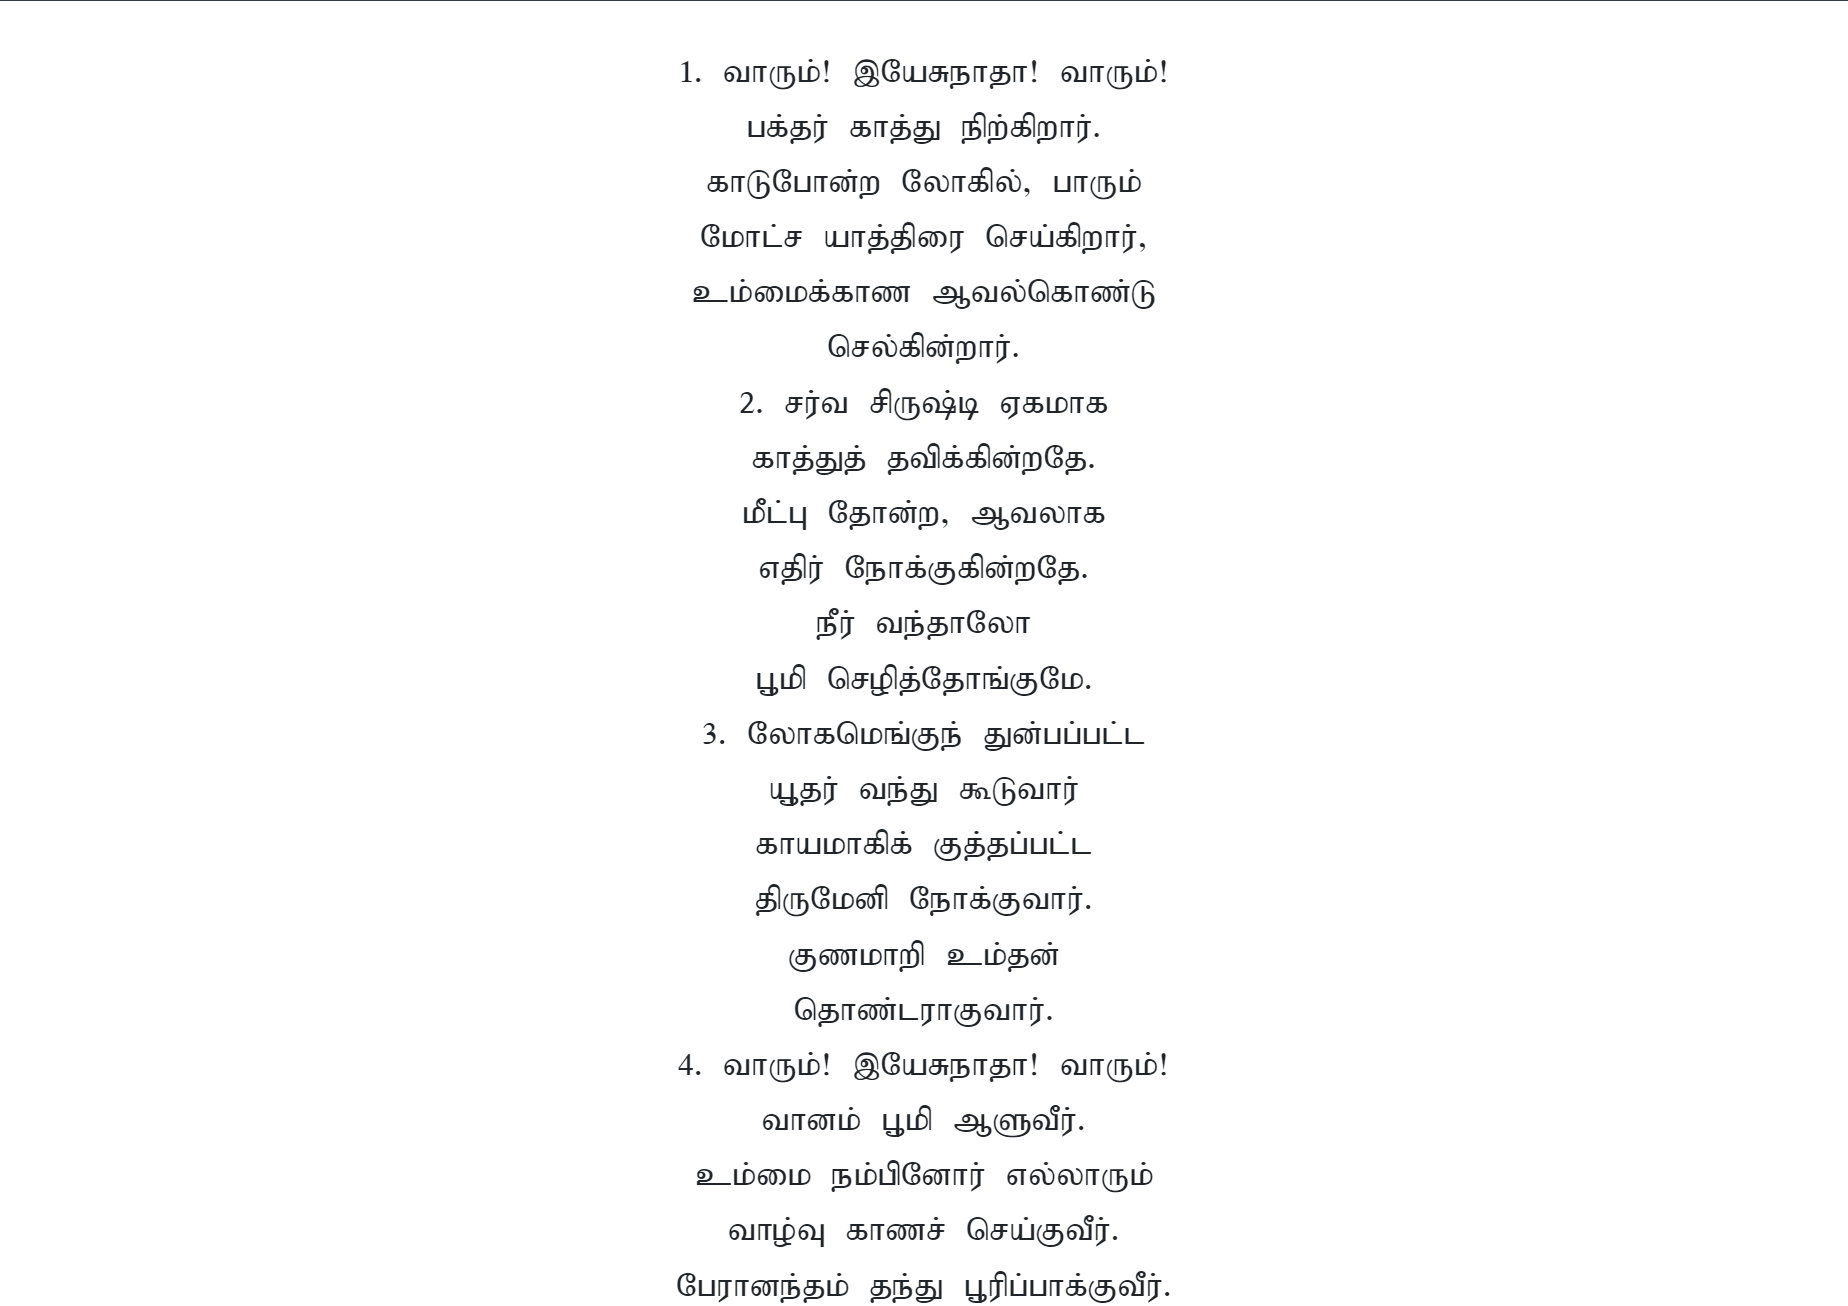 1. வாரும்! இயேசுநாதா! வாரும்!
பக்தர் காத்து நிற்கிறார்.
காடுபோன்ற லோகில், பாரும்
மோட்ச யாத்திரை செய்கிறார்,
உம்மைக்காண ஆவல்கொண்டு
செல்கின்றார்.
2. சர்வ சிருஷ்டி ஏகமாக
காத்துத் தவிக்கின்றதே.
மீட்பு தோன்ற, ஆவலாக
எதிர் நோக்குகின்றதே.
நீர் வந்தாலோ
பூமி செழித்தோங்குமே.
3. லோகமெங்குந் துன்பப்பட்ட
யூதர் வந்து கூடுவார்
காயமாகிக் குத்தப்பட்ட
திருமேனி நோக்குவார்.
குணமாறி உம்தன்
தொண்டராகுவார்.
4. வாரும்! இயேசுநாதா! வாரும்!
வானம் பூமி ஆளுவீர்.
உம்மை நம்பினோர் எல்லாரும்
வாழ்வு காணச் செய்குவீர்.
பேரானந்தம் தந்து பூரிப்பாக்குவீர்.